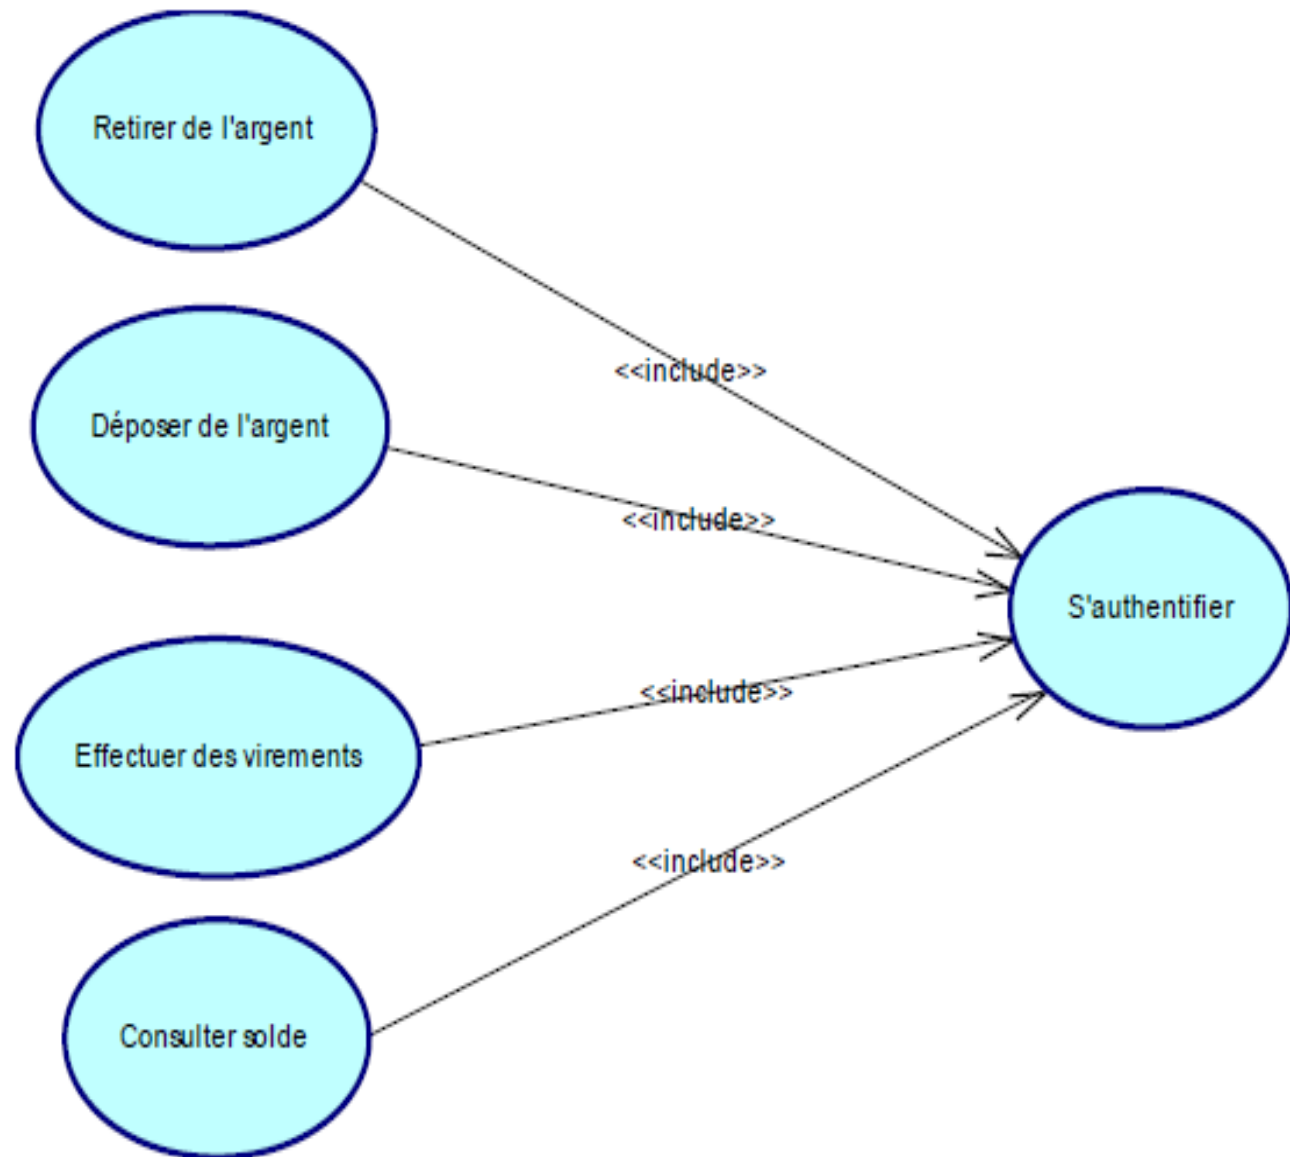 Retirer de l'argent
<<include>>
Déposer de l'argent
<<include>>
S'authentifier
<<include>>
Effectuer des virements
<<include>>
Consulter solde